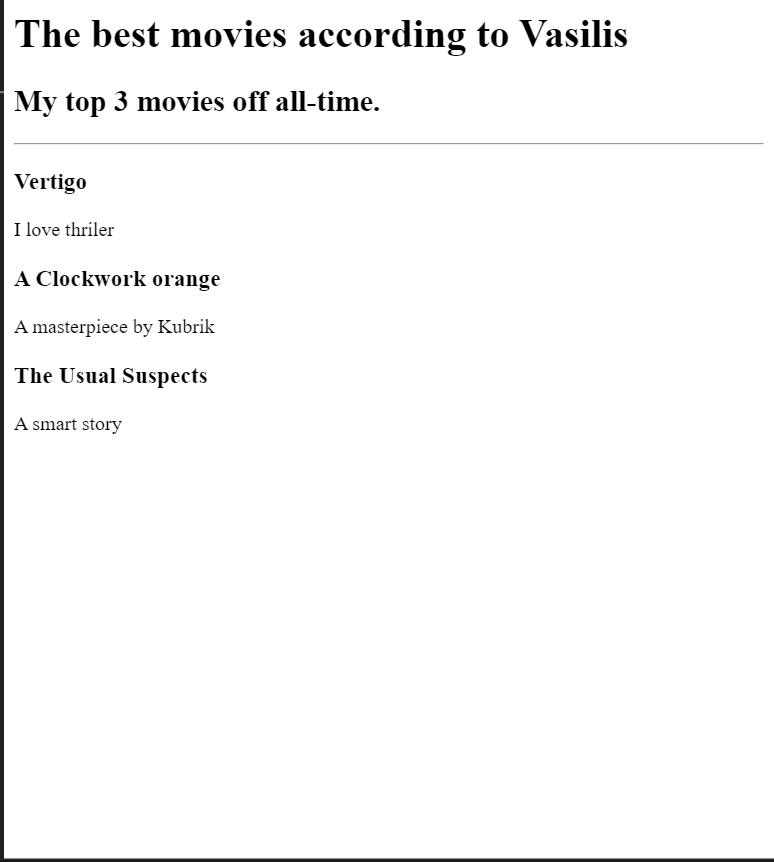 The best movies according to Vasilis
My top 3 movies off all-time.
Vertigo
I love thriler
A Clockwork orange
A masterpiece by Kubrik
The Usual Suspects
A smart story